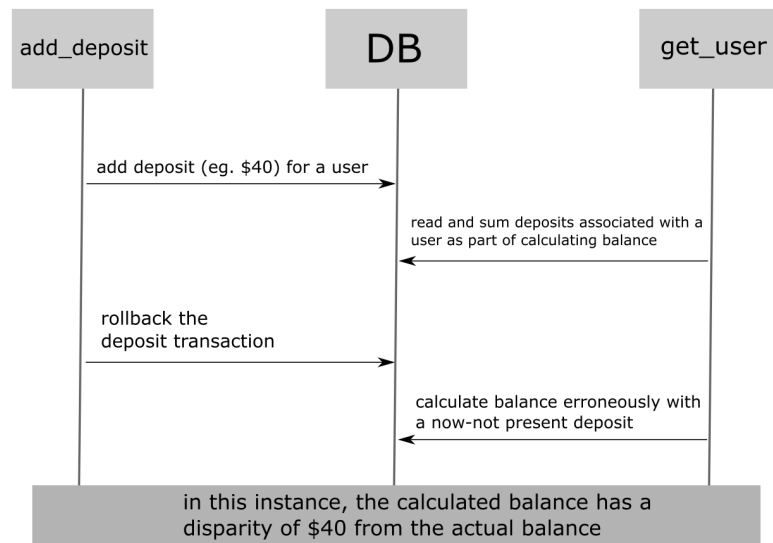 add_deposit
DB
get_user
add deposit (eg. $40) for a user
read and sum deposits associated with a
user as part of calculating balance
rollback the
deposit transaction
calculate balance erroneously with
a now-not present deposit
in this instance, the calculated balance has a
disparity of $40 from the actual balance